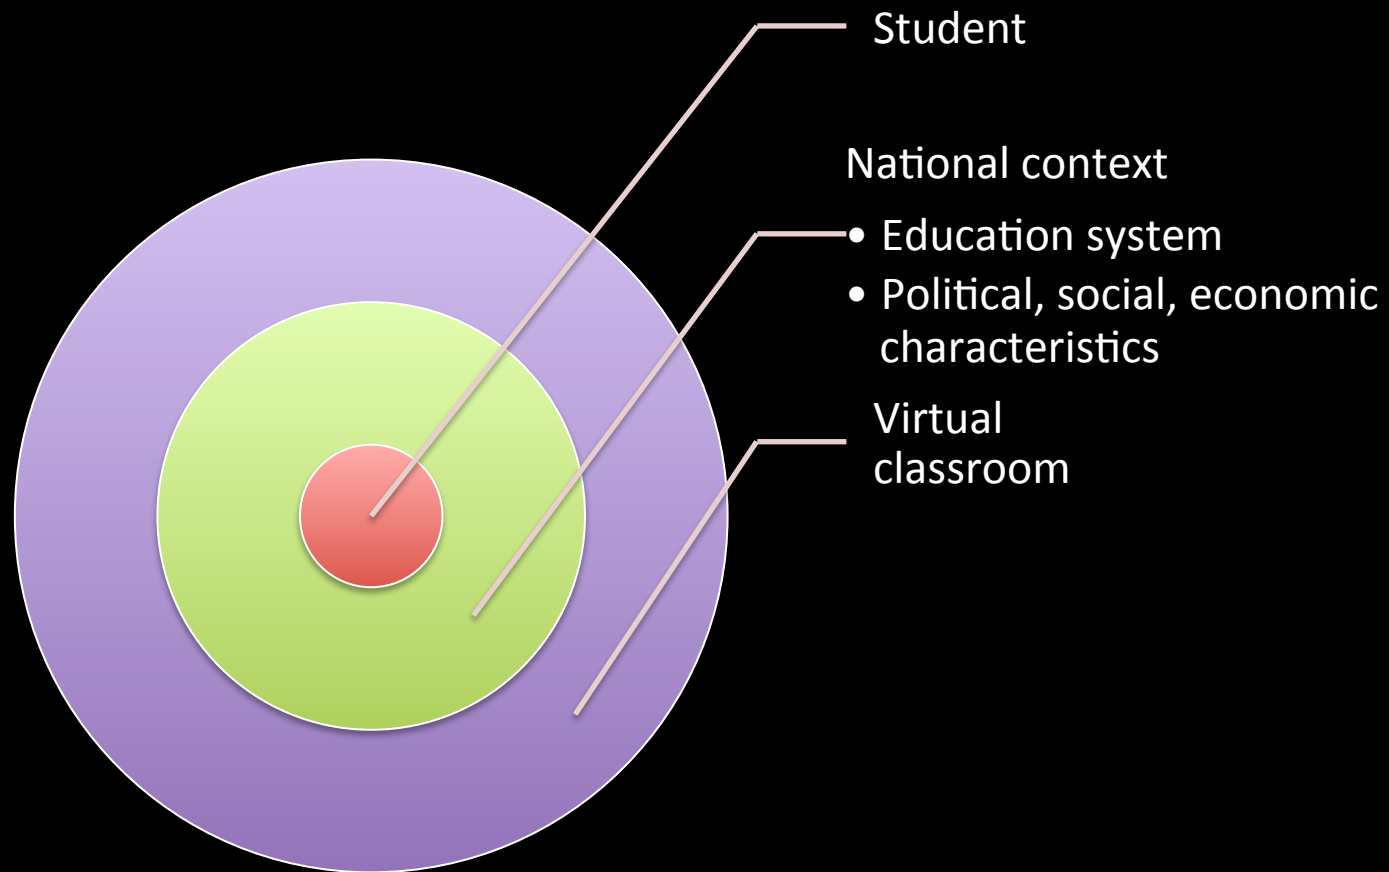 Student
National context
• Education system
• Political, social, economic
characteristics
Virtual
classroom